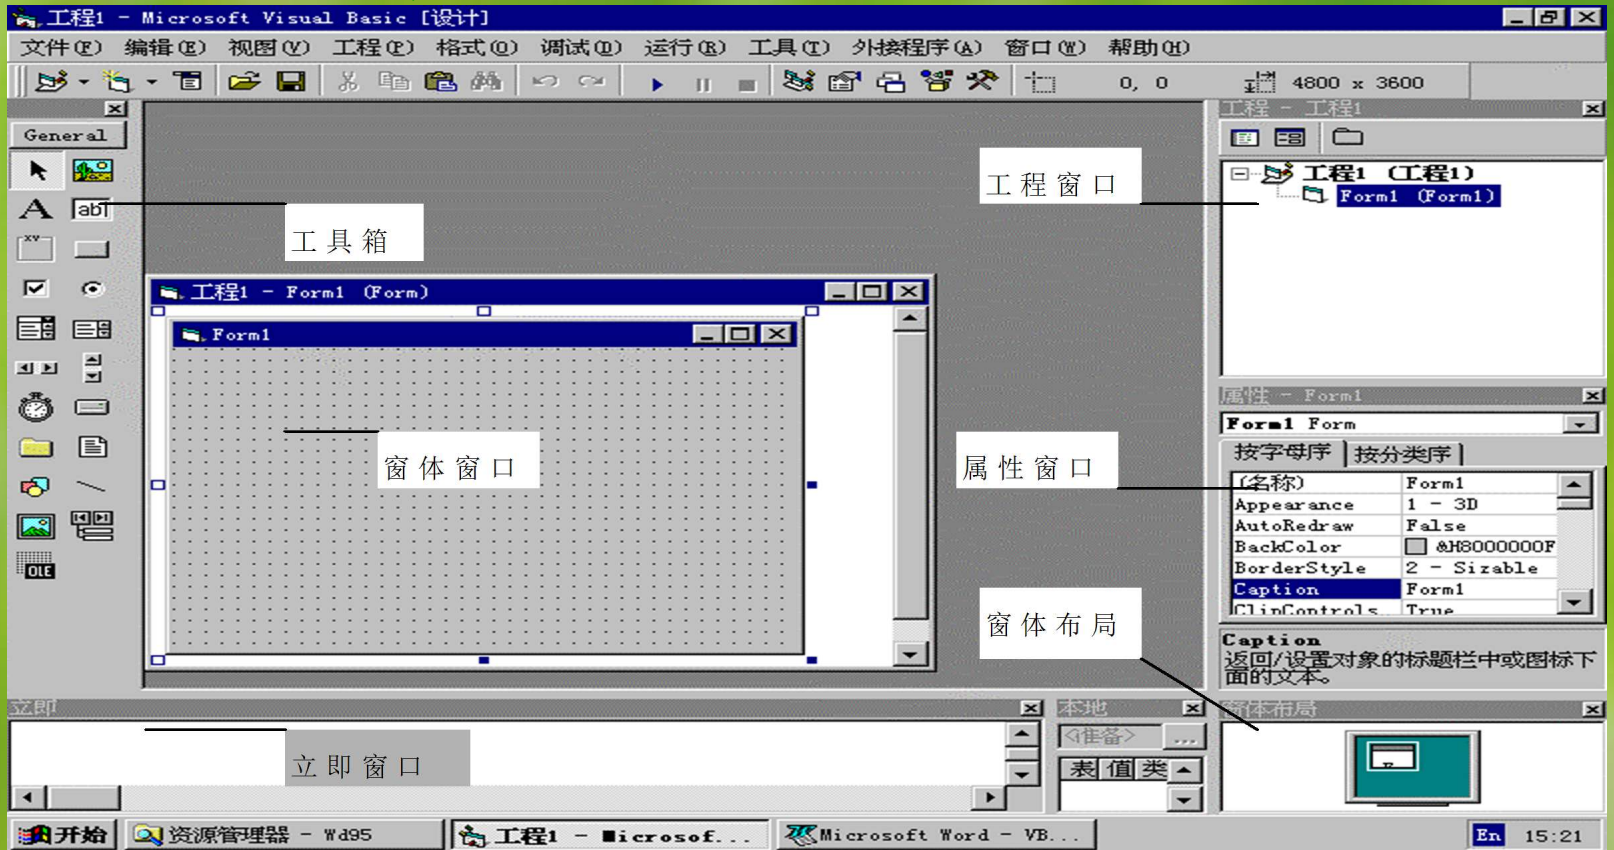 工程1 - Microsoft Visual Basic [设计]
文件(F) 编辑(E) 视图(V) 工程(P) 格式(O) 调试(D) 运行(R) 工具(T) 外接程序(A) 窗口(W) 帮助(H)
0, 0
4800 x 3600
General
A
ab|
xv
OLE
工具箱
工程1 - Form1 (Form)
Form1
窗体窗口
工程窗口
属性窗口
窗体布局
工程 - 工程1
工程1 (工程1)
Form1 (Form1)
属性 - Form1
Form1 Form
按字母序 按分类序
(名称) Form1
Appearance 1 - 3D
AutoRedraw False
BackColor &H8000000F
BorderStyle 2 - Sizable
Caption Form1
ClipControls True
Caption
返回/设置对象的标题栏中或图标下
面的文本。
立即
立即窗口
本地
<准备> ...
表 值 类
窗体布局
开始 资源管理器 - Wd95 工程1 - Microsof... Microsoft Word - VB... En 15:21